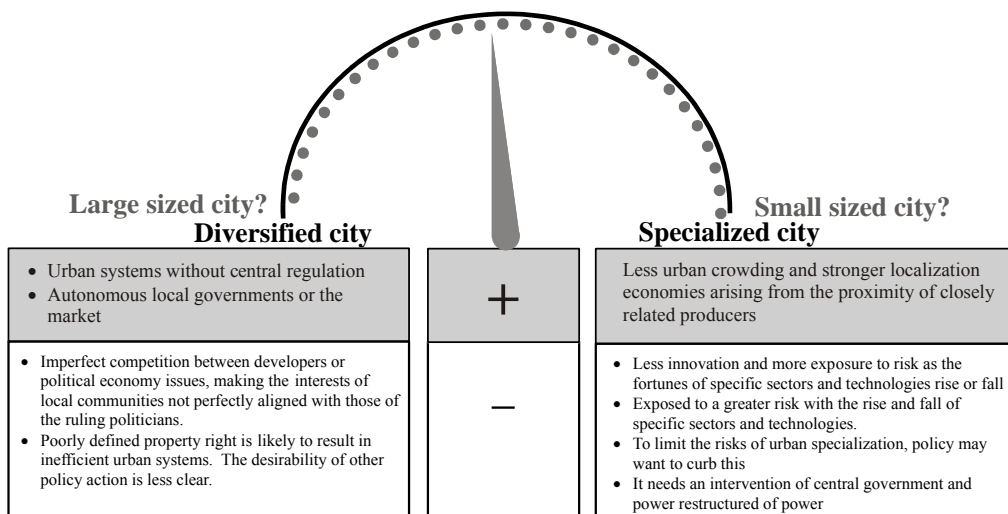 Large sized city?
Diversified city
Small sized city?
Specialized city
• Urban systems without central regulation
• Autonomous local governments or the
market
+
Less urban crowding and stronger localization
economies arising from the proximity of closely
related producers
• Imperfect competition between developers or
political economy issues, making the interests of
local communities not perfectly aligned with those of
the ruling politicians.
• Poorly defined property right is likely to result in
inefficient urban systems. The desirability of other
policy action is less clear.
−
• Less innovation and more exposure to risk as the
fortunes of specific sectors and technologies rise or fall
• Exposed to a greater risk with the rise and fall of
specific sectors and technologies.
• To limit the risks of urban specialization, policy may
want to curb this
• It needs an intervention of central government and
power restructured of power